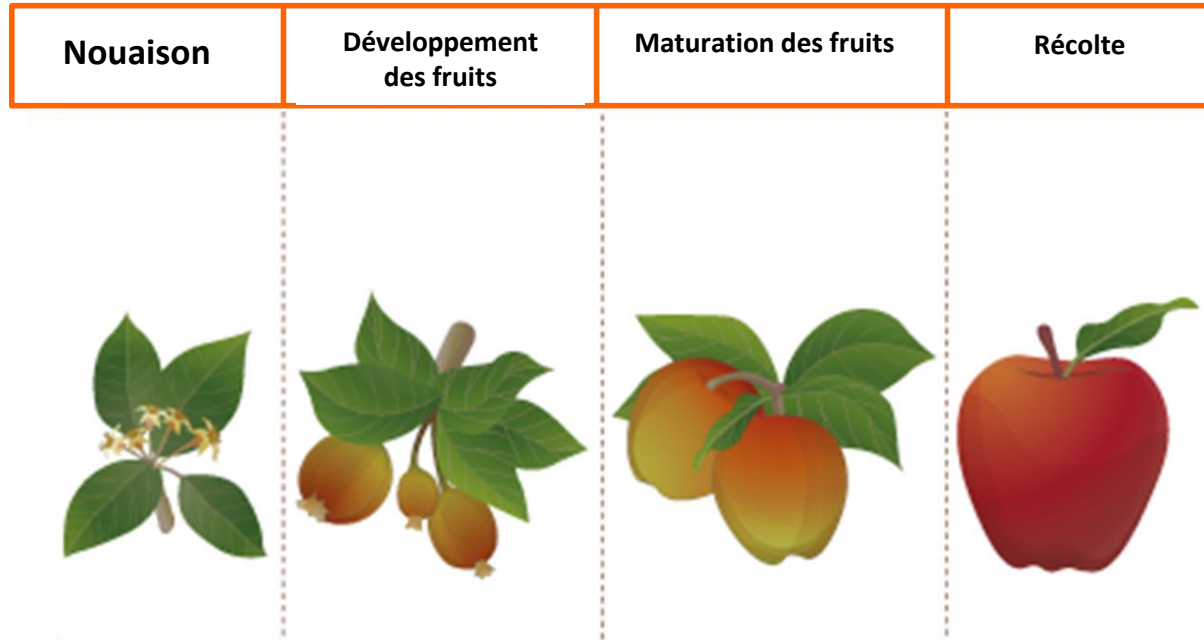 Nouaison
Développement
des fruits
Maturation des fruits
Récolte